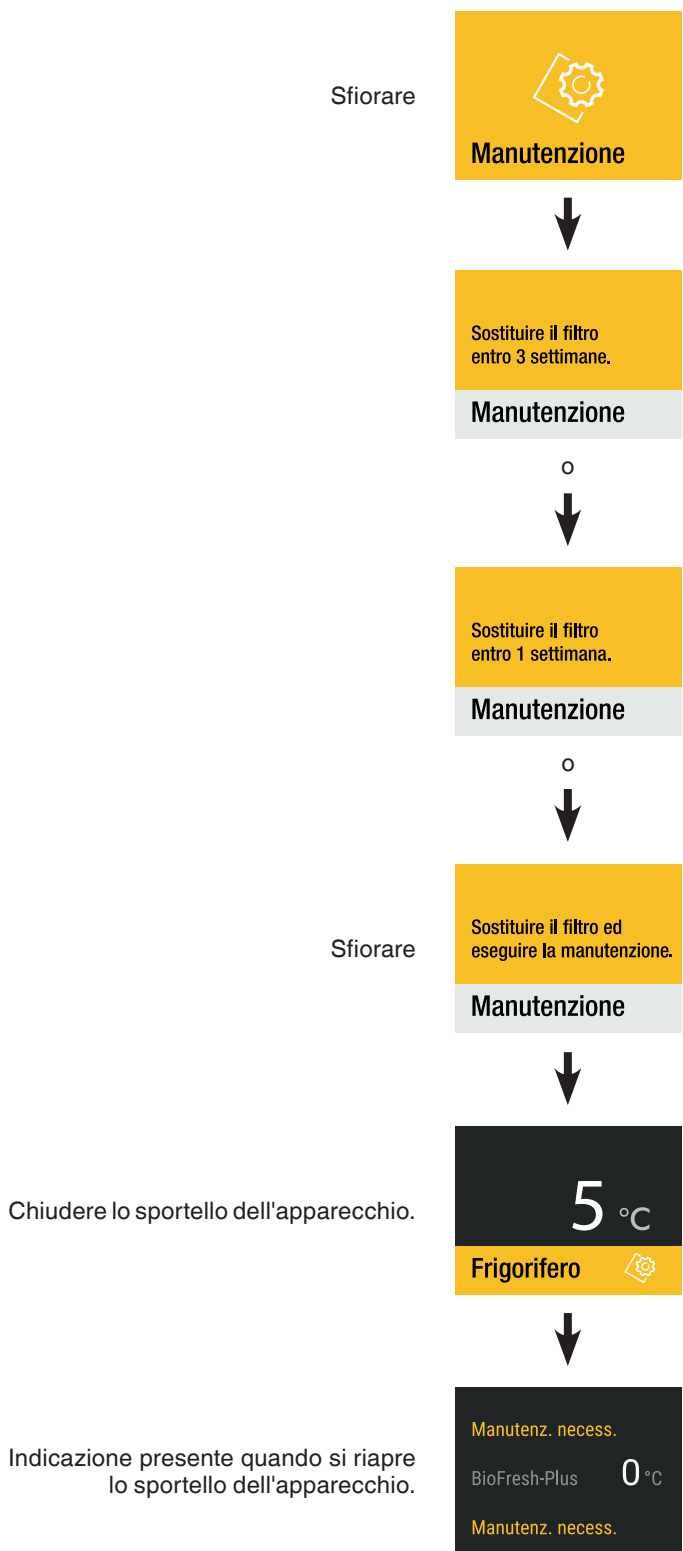 Sfiorare
Manutenzione
Sostituire il filtro
entro 3 settimane.
Manutenzione
o
Sostituire il filtro
entro 1 settimana.
Manutenzione
o
Sfiorare
Sostituire il filtro ed
eseguire la manutenzione.
Manutenzione
Chiudere lo sportello dell'apparecchio.
5 °C
Frigorifero
Indicazione presente quando si riapre
lo sportello dell'apparecchio.
Manutenz. necess.
BioFresh-Plus 0 °C
Manutenz. necess.